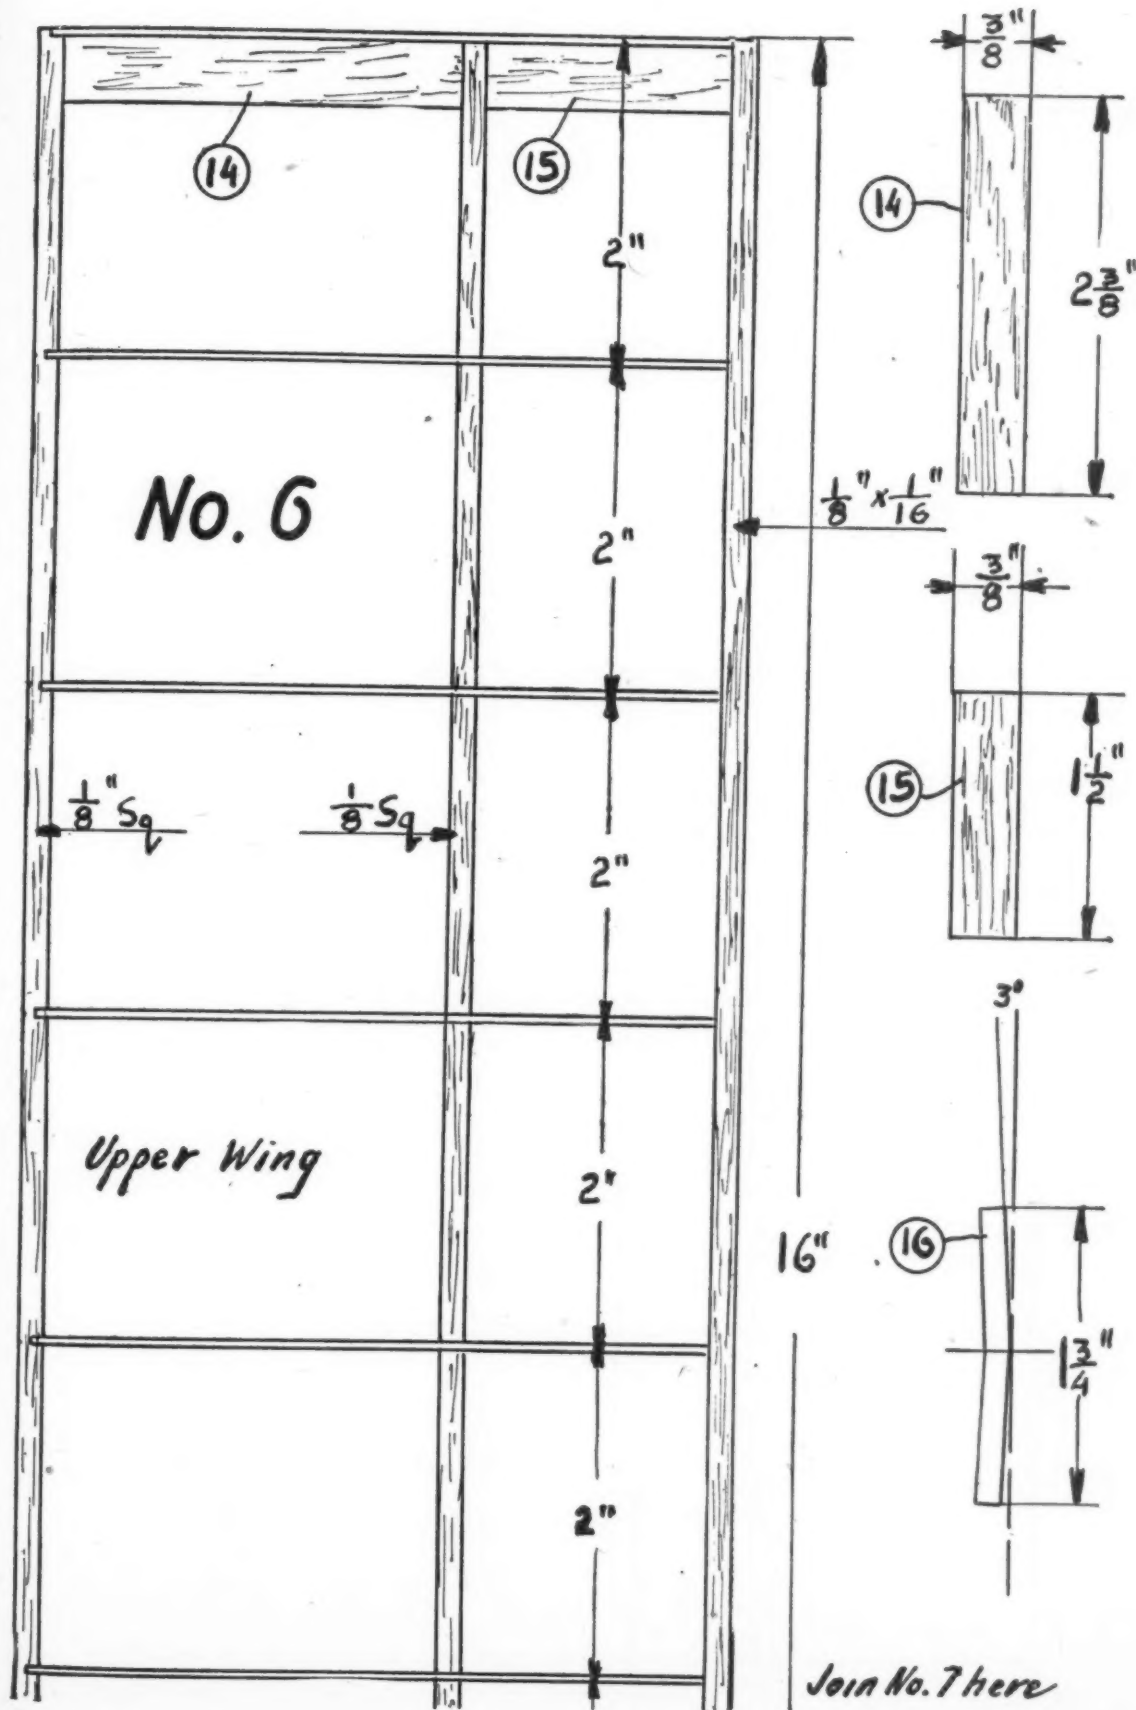 3/8"
14
15
14
2"
2 3/8"
No. 6
1/8" x 1/16"
2"
3/8"
1/8" Sq
1/8 Sq
2"
15
1 1/2"
3°
Upper Wing
2"
16"
16
1 3/4"
2"
Join No. 7 here